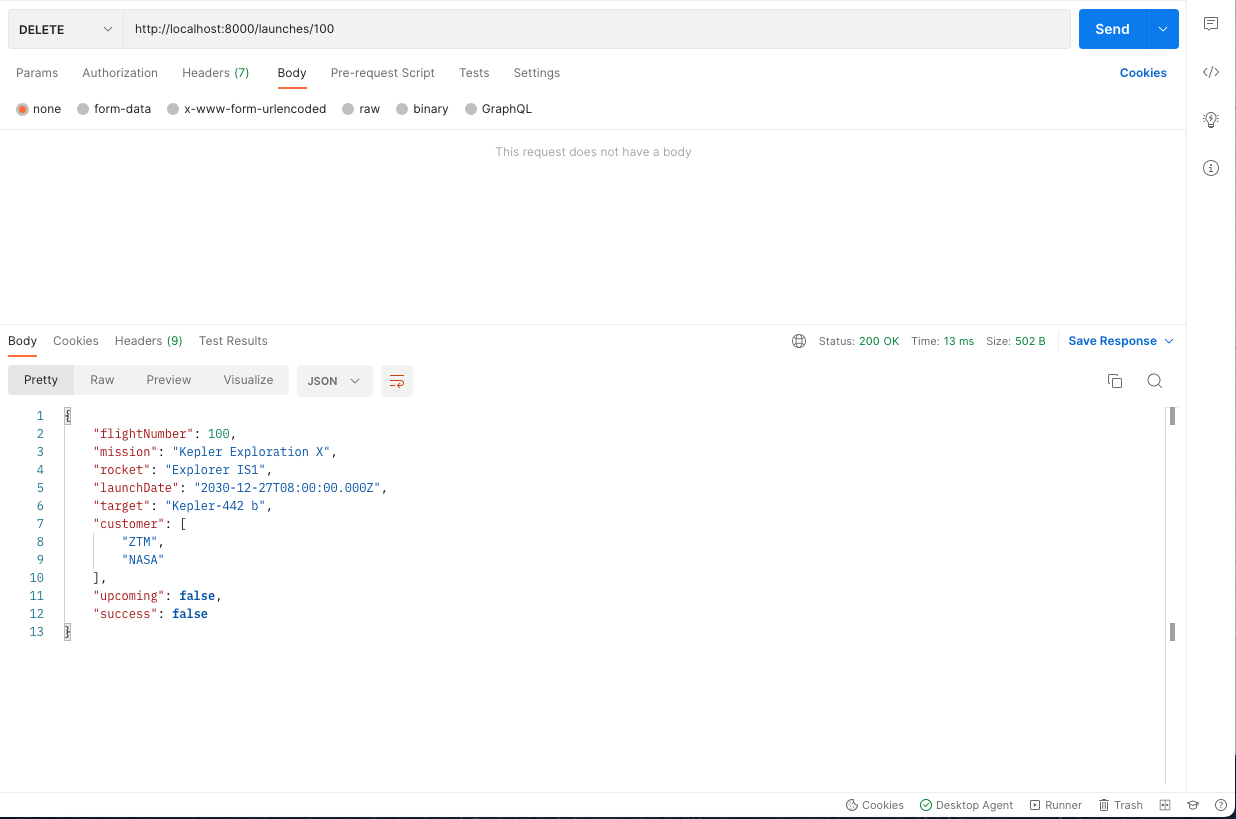 DELETE http://localhost:8000/launches/100 Send
Params Authorization Headers (7) Body Pre-request Script Tests Settings Cookies
none form-data x-www-form-urlencoded raw binary GraphQL
This request does not have a body
Body Cookies Headers (9) Test Results Status: 200 OK Time: 13 ms Size: 502 B Save Response
Pretty Raw Preview Visualize JSON
1 {
2 "flightNumber": 100,
3 "mission": "Kepler Exploration X",
4 "rocket": "Explorer IS1",
5 "launchDate": "2030-12-27T08:00:00.000Z",
6 "target": "Kepler-442 b",
7 "customer": [
8 "ZTM",
9 "NASA"
10 ],
11 "upcoming": false,
12 "success": false
13 }
Cookies Desktop Agent Runner Trash